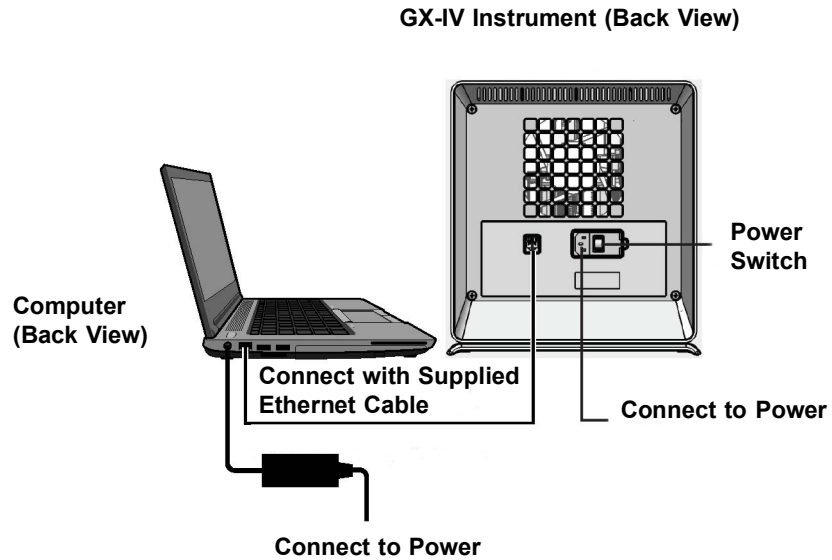 GX-IV Instrument (Back View)
Power
Switch
Computer
(Back View)
Connect with Supplied
Ethernet Cable
Connect to Power
Connect to Power